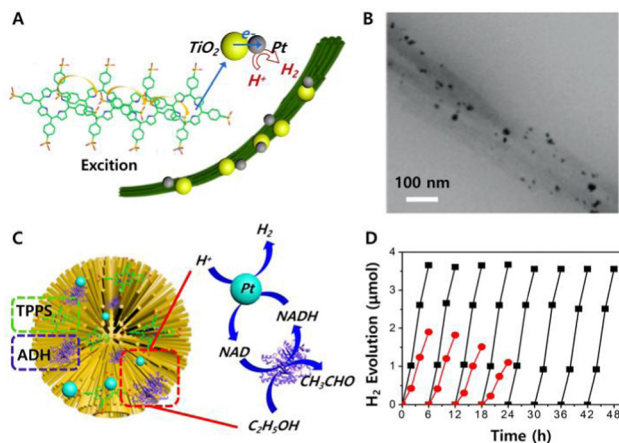 A
TiO2
e-
Pt
H+
H2
Excition
B
100 nm
C
TPPS
ADH
H+
H2
Pt
NADH
NAD
CH3CHO
C2H5OH
D
H2 Evolution (μmol)
4
3
2
1
0
0 6 12 18 24 30 36 42 48
Time (h)